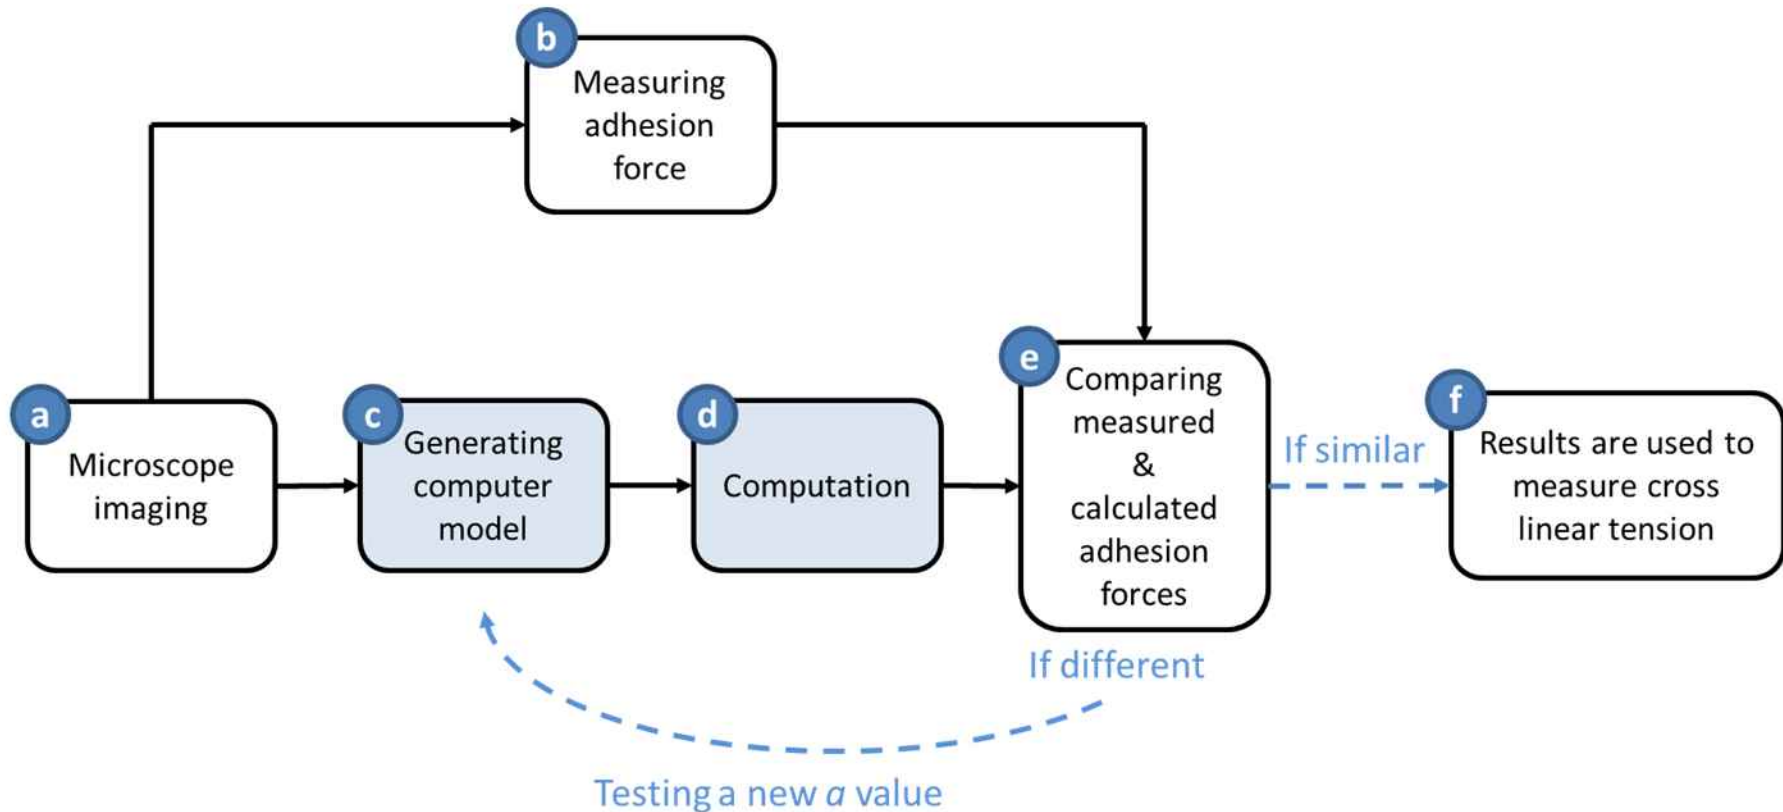 b
Measuring
adhesion
force
a
Microscope
imaging
c
Generating
computer
model
d
Computation
e
Comparing
measured
&
calculated
adhesion
forces
If similar
f
Results are used to
measure cross
linear tension
If different
Testing a new a value